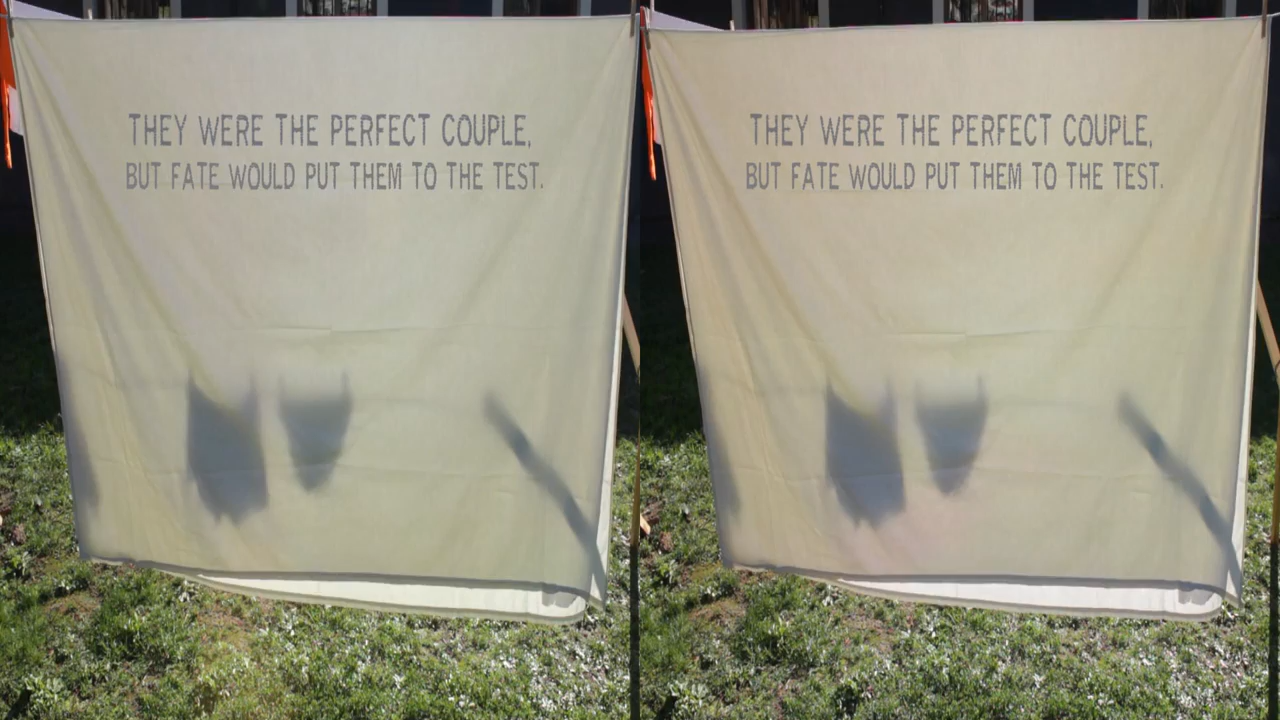 THEY WERE THE PERFECT COUPLE,
BUT FATE WOULD PUT THEM TO THE TEST.
THEY WERE THE PERFECT COUPLE,
BUT FATE WOULD PUT THEM TO THE TEST.